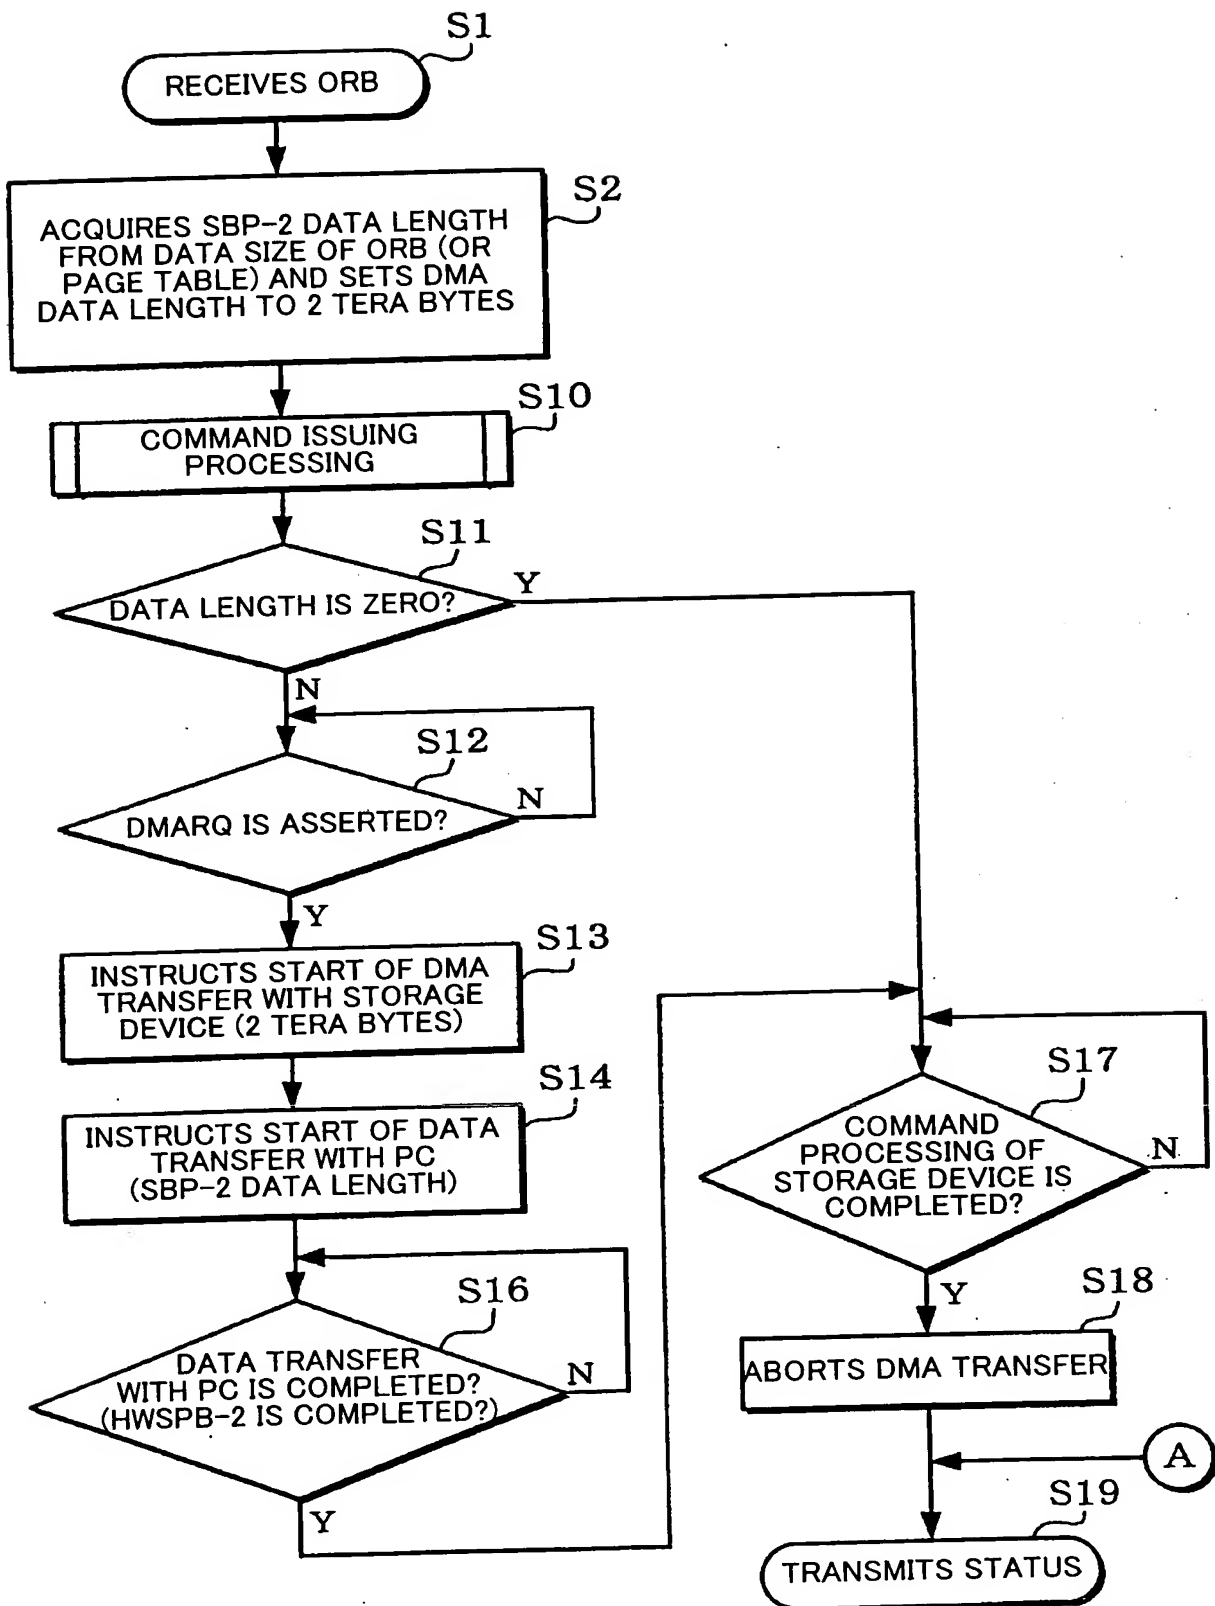 S1
RECEIVES ORB
S2
ACQUIRES SBP-2 DATA LENGTH
FROM DATA SIZE OF ORB (OR
PAGE TABLE) AND SETS DMA
DATA LENGTH TO 2 TERA BYTES
S10
COMMAND ISSUING
PROCESSING
S11
DATA LENGTH IS ZERO?
Y
N
S12
DMARQ IS ASSERTED?
N
Y
S13
INSTRUCTS START OF DMA
TRANSFER WITH STORAGE
DEVICE (2 TERA BYTES)
S14
INSTRUCTS START OF DATA
TRANSFER WITH PC
(SBP-2 DATA LENGTH)
S16
DATA TRANSFER
WITH PC IS COMPLETED?
(HWSPB-2 IS COMPLETED?)
N
Y
S17
COMMAND
PROCESSING OF
STORAGE DEVICE IS
COMPLETED?
N
Y
S18
ABORTS DMA TRANSFER
A
S19
TRANSMITS STATUS